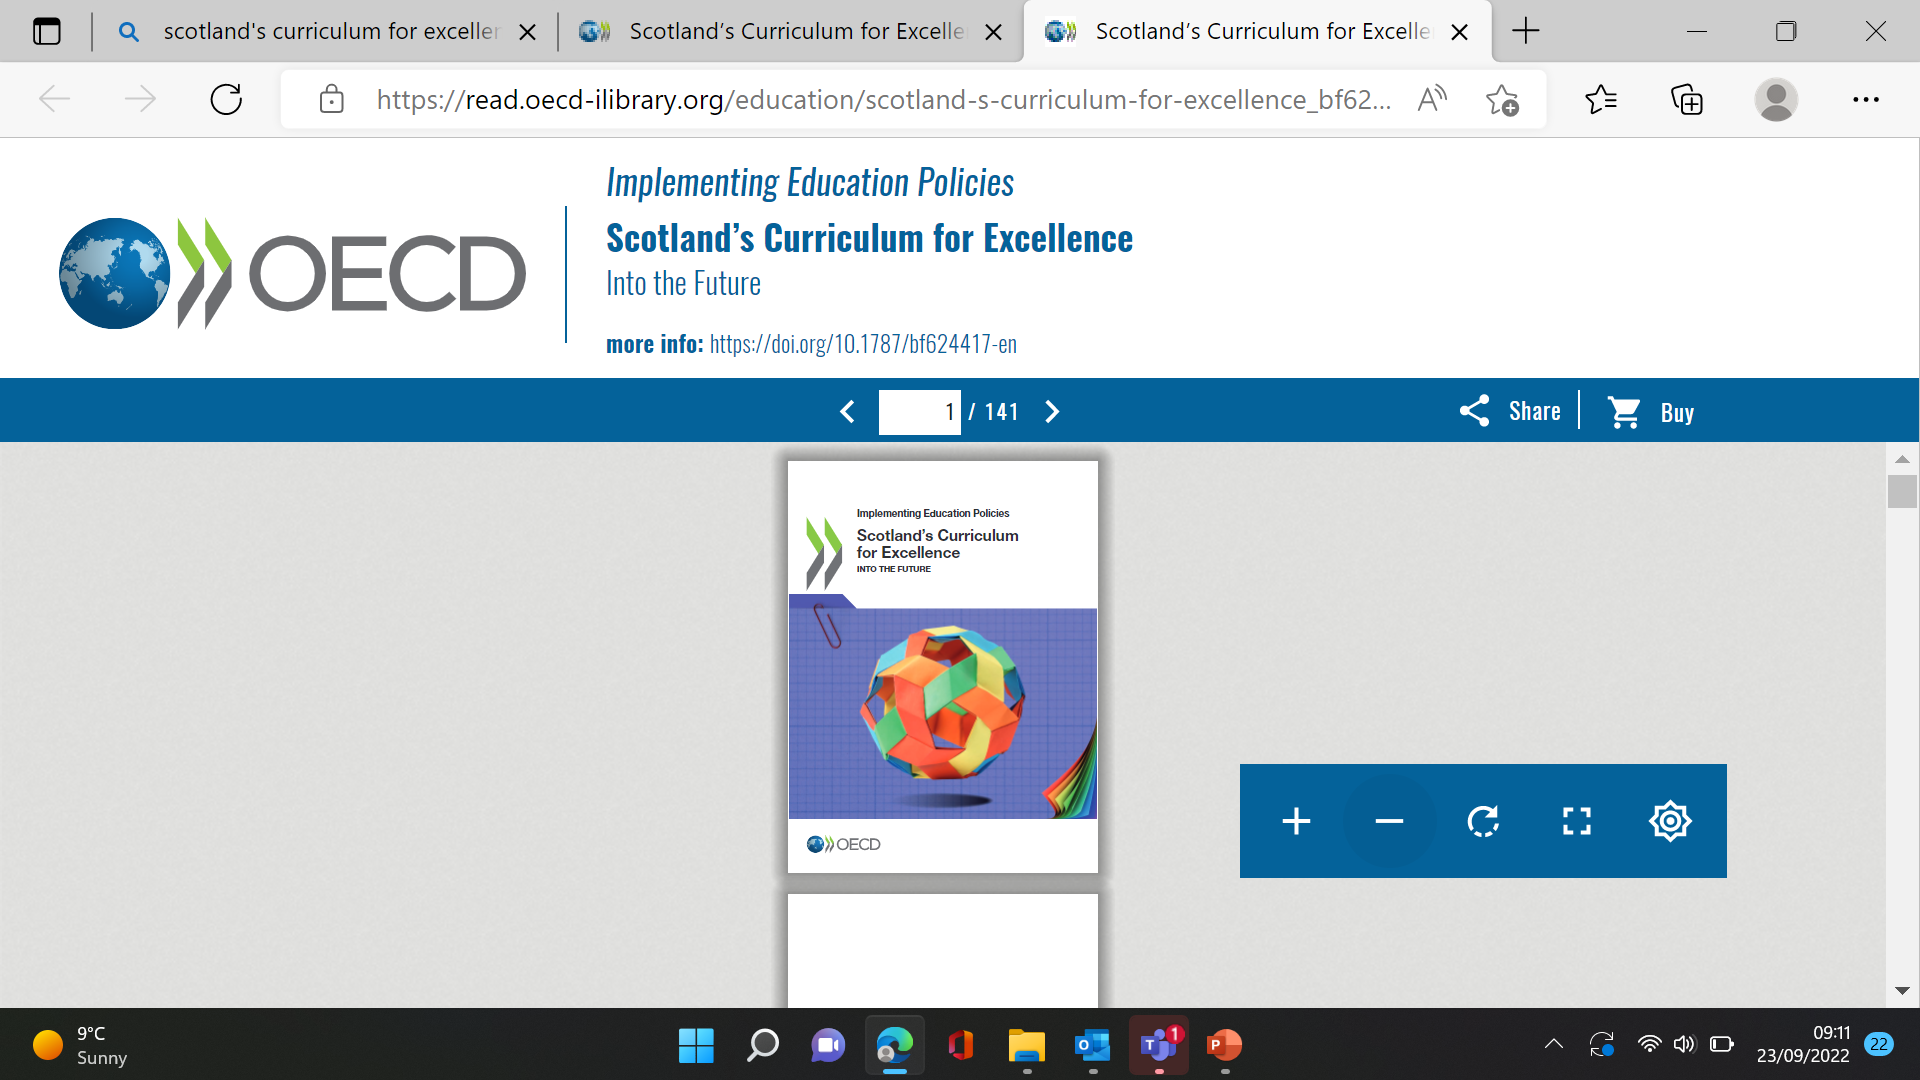 scotland's curriculum for excellen
Scotland’s Curriculum for Excelle
Scotland’s Curriculum for Excelle
https://read.oecd-ilibrary.org/education/scotland-s-curriculum-for-excellence_bf62...
OECD
Implementing Education Policies
Scotland’s Curriculum for Excellence
Into the Future
more info: https://doi.org/10.1787/bf624417-en
1 / 141
Share
Buy
Implementing Education Policies
Scotland’s Curriculum
for Excellence
INTO THE FUTURE
OECD
9°C
Sunny
1
09:11
23/09/2022
22